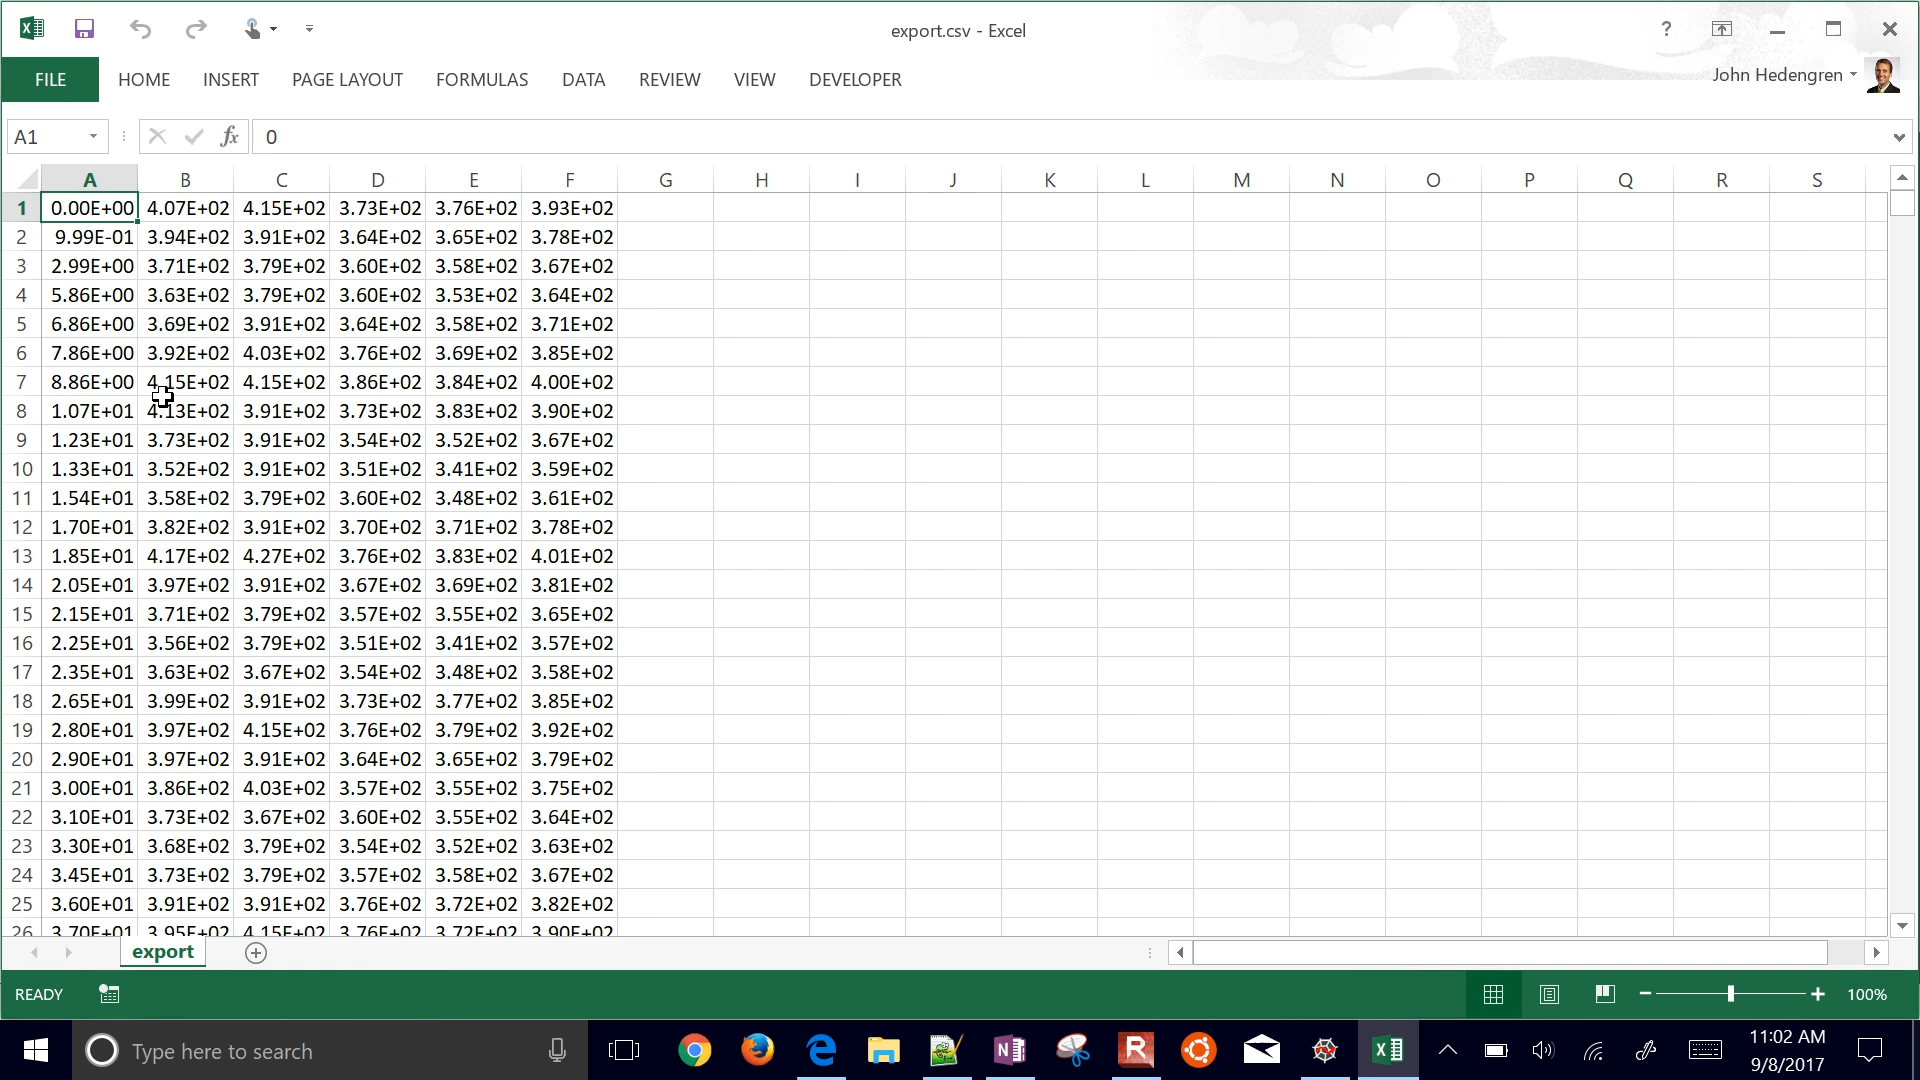 export.csv - Excel
?
FILE HOME INSERT PAGE LAYOUT FORMULAS DATA REVIEW VIEW DEVELOPER
John Hedengren
A1 fx 0
A B C D E F G H I J K L M N O P Q R S
1 0.00E+00 4.07E+02 4.15E+02 3.73E+02 3.76E+02 3.93E+02
2 9.99E-01 3.94E+02 3.91E+02 3.64E+02 3.65E+02 3.78E+02
3 2.99E+00 3.71E+02 3.79E+02 3.60E+02 3.58E+02 3.67E+02
4 5.86E+00 3.63E+02 3.79E+02 3.60E+02 3.53E+02 3.64E+02
5 6.86E+00 3.69E+02 3.91E+02 3.64E+02 3.58E+02 3.71E+02
6 7.86E+00 3.92E+02 4.03E+02 3.76E+02 3.69E+02 3.85E+02
7 8.86E+00 4.15E+02 4.15E+02 3.86E+02 3.84E+02 4.00E+02
8 1.07E+01 4.13E+02 3.91E+02 3.73E+02 3.83E+02 3.90E+02
9 1.23E+01 3.73E+02 3.91E+02 3.54E+02 3.52E+02 3.67E+02
10 1.33E+01 3.52E+02 3.91E+02 3.51E+02 3.41E+02 3.59E+02
11 1.54E+01 3.58E+02 3.79E+02 3.60E+02 3.48E+02 3.61E+02
12 1.70E+01 3.82E+02 3.91E+02 3.70E+02 3.71E+02 3.78E+02
13 1.85E+01 4.17E+02 4.27E+02 3.76E+02 3.83E+02 4.01E+02
14 2.05E+01 3.97E+02 3.91E+02 3.67E+02 3.69E+02 3.81E+02
15 2.15E+01 3.71E+02 3.79E+02 3.57E+02 3.55E+02 3.65E+02
16 2.25E+01 3.56E+02 3.79E+02 3.51E+02 3.41E+02 3.57E+02
17 2.35E+01 3.63E+02 3.67E+02 3.54E+02 3.48E+02 3.58E+02
18 2.65E+01 3.99E+02 3.91E+02 3.73E+02 3.77E+02 3.85E+02
19 2.80E+01 3.97E+02 4.15E+02 3.76E+02 3.79E+02 3.92E+02
20 2.90E+01 3.97E+02 3.91E+02 3.64E+02 3.65E+02 3.79E+02
21 3.00E+01 3.86E+02 4.03E+02 3.57E+02 3.55E+02 3.75E+02
22 3.10E+01 3.73E+02 3.67E+02 3.60E+02 3.55E+02 3.64E+02
23 3.30E+01 3.68E+02 3.79E+02 3.54E+02 3.52E+02 3.63E+02
24 3.45E+01 3.73E+02 3.79E+02 3.57E+02 3.58E+02 3.67E+02
25 3.60E+01 3.91E+02 3.91E+02 3.76E+02 3.72E+02 3.82E+02
26 3.70E+01 3.95E+02 4.15E+02 3.76E+02 3.72E+02 3.90E+02
export
READY
100%
Type here to search
11:02 AM
9/8/2017